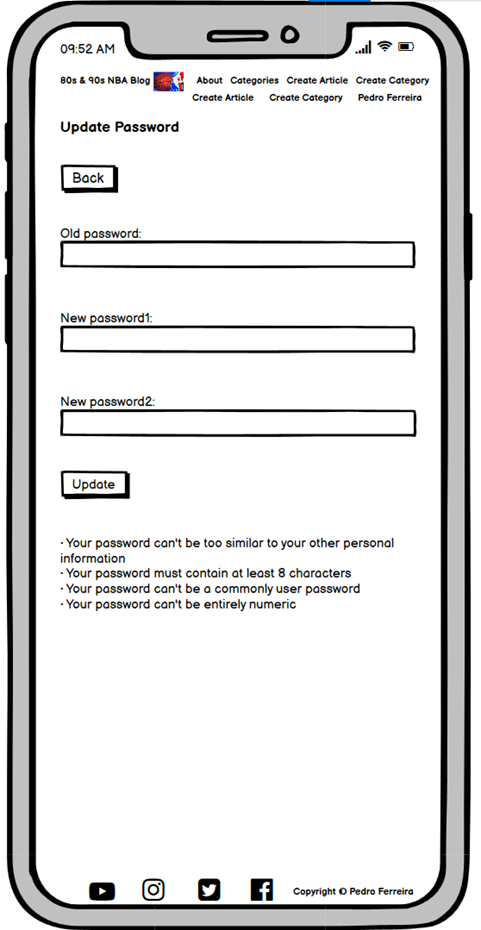 09:52 AM
80s & 90s NBA Blog About Categories Create Article Create Category
Create Article Create Category Pedro Ferreira
Update Password
Back
Old password:
New password1:
New password2:
Update
· Your password can't be too similar to your other personal
information
· Your password must contain at least 8 characters
· Your password can't be a commonly user password
· Your password can't be entirely numeric
Copyright © Pedro Ferreira